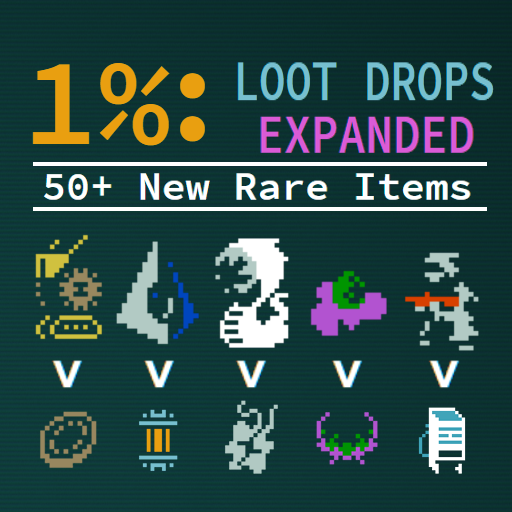 1%: LOOT DROPS
EXPANDED
50+ New Rare Items
v v v v v